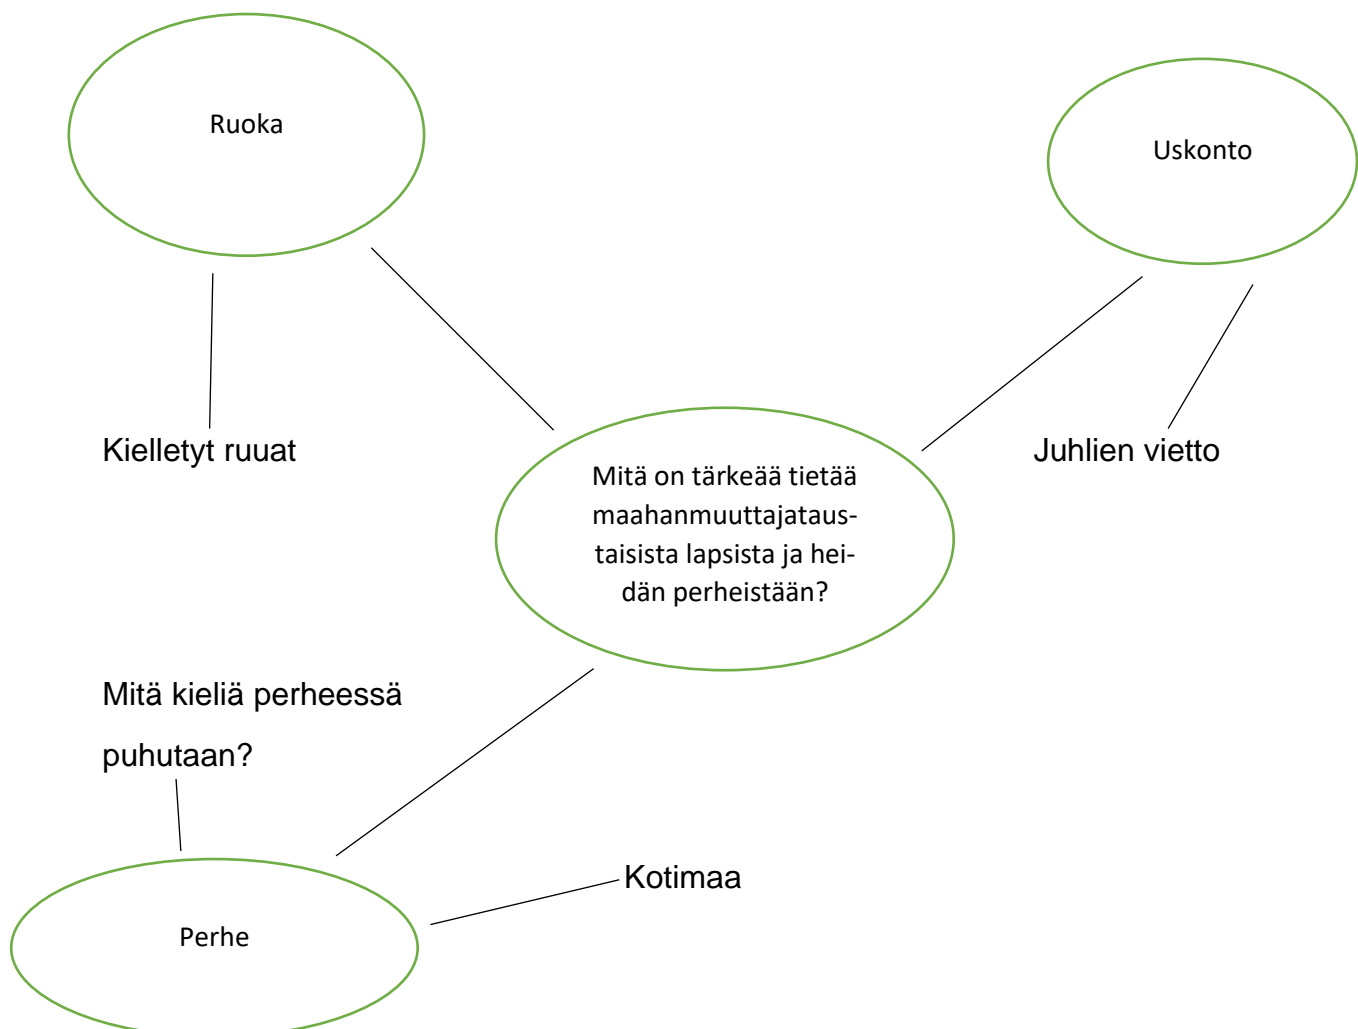 Ruoka
Uskonto
Kielletyt ruuat
Juhlien vietto
Mitä on tärkeää tietää
maahanmuuttajataus-
taisista lapsista ja hei-
dän perheistään?
Mitä kieliä perheessä
puhutaan?
Kotimaa
Perhe